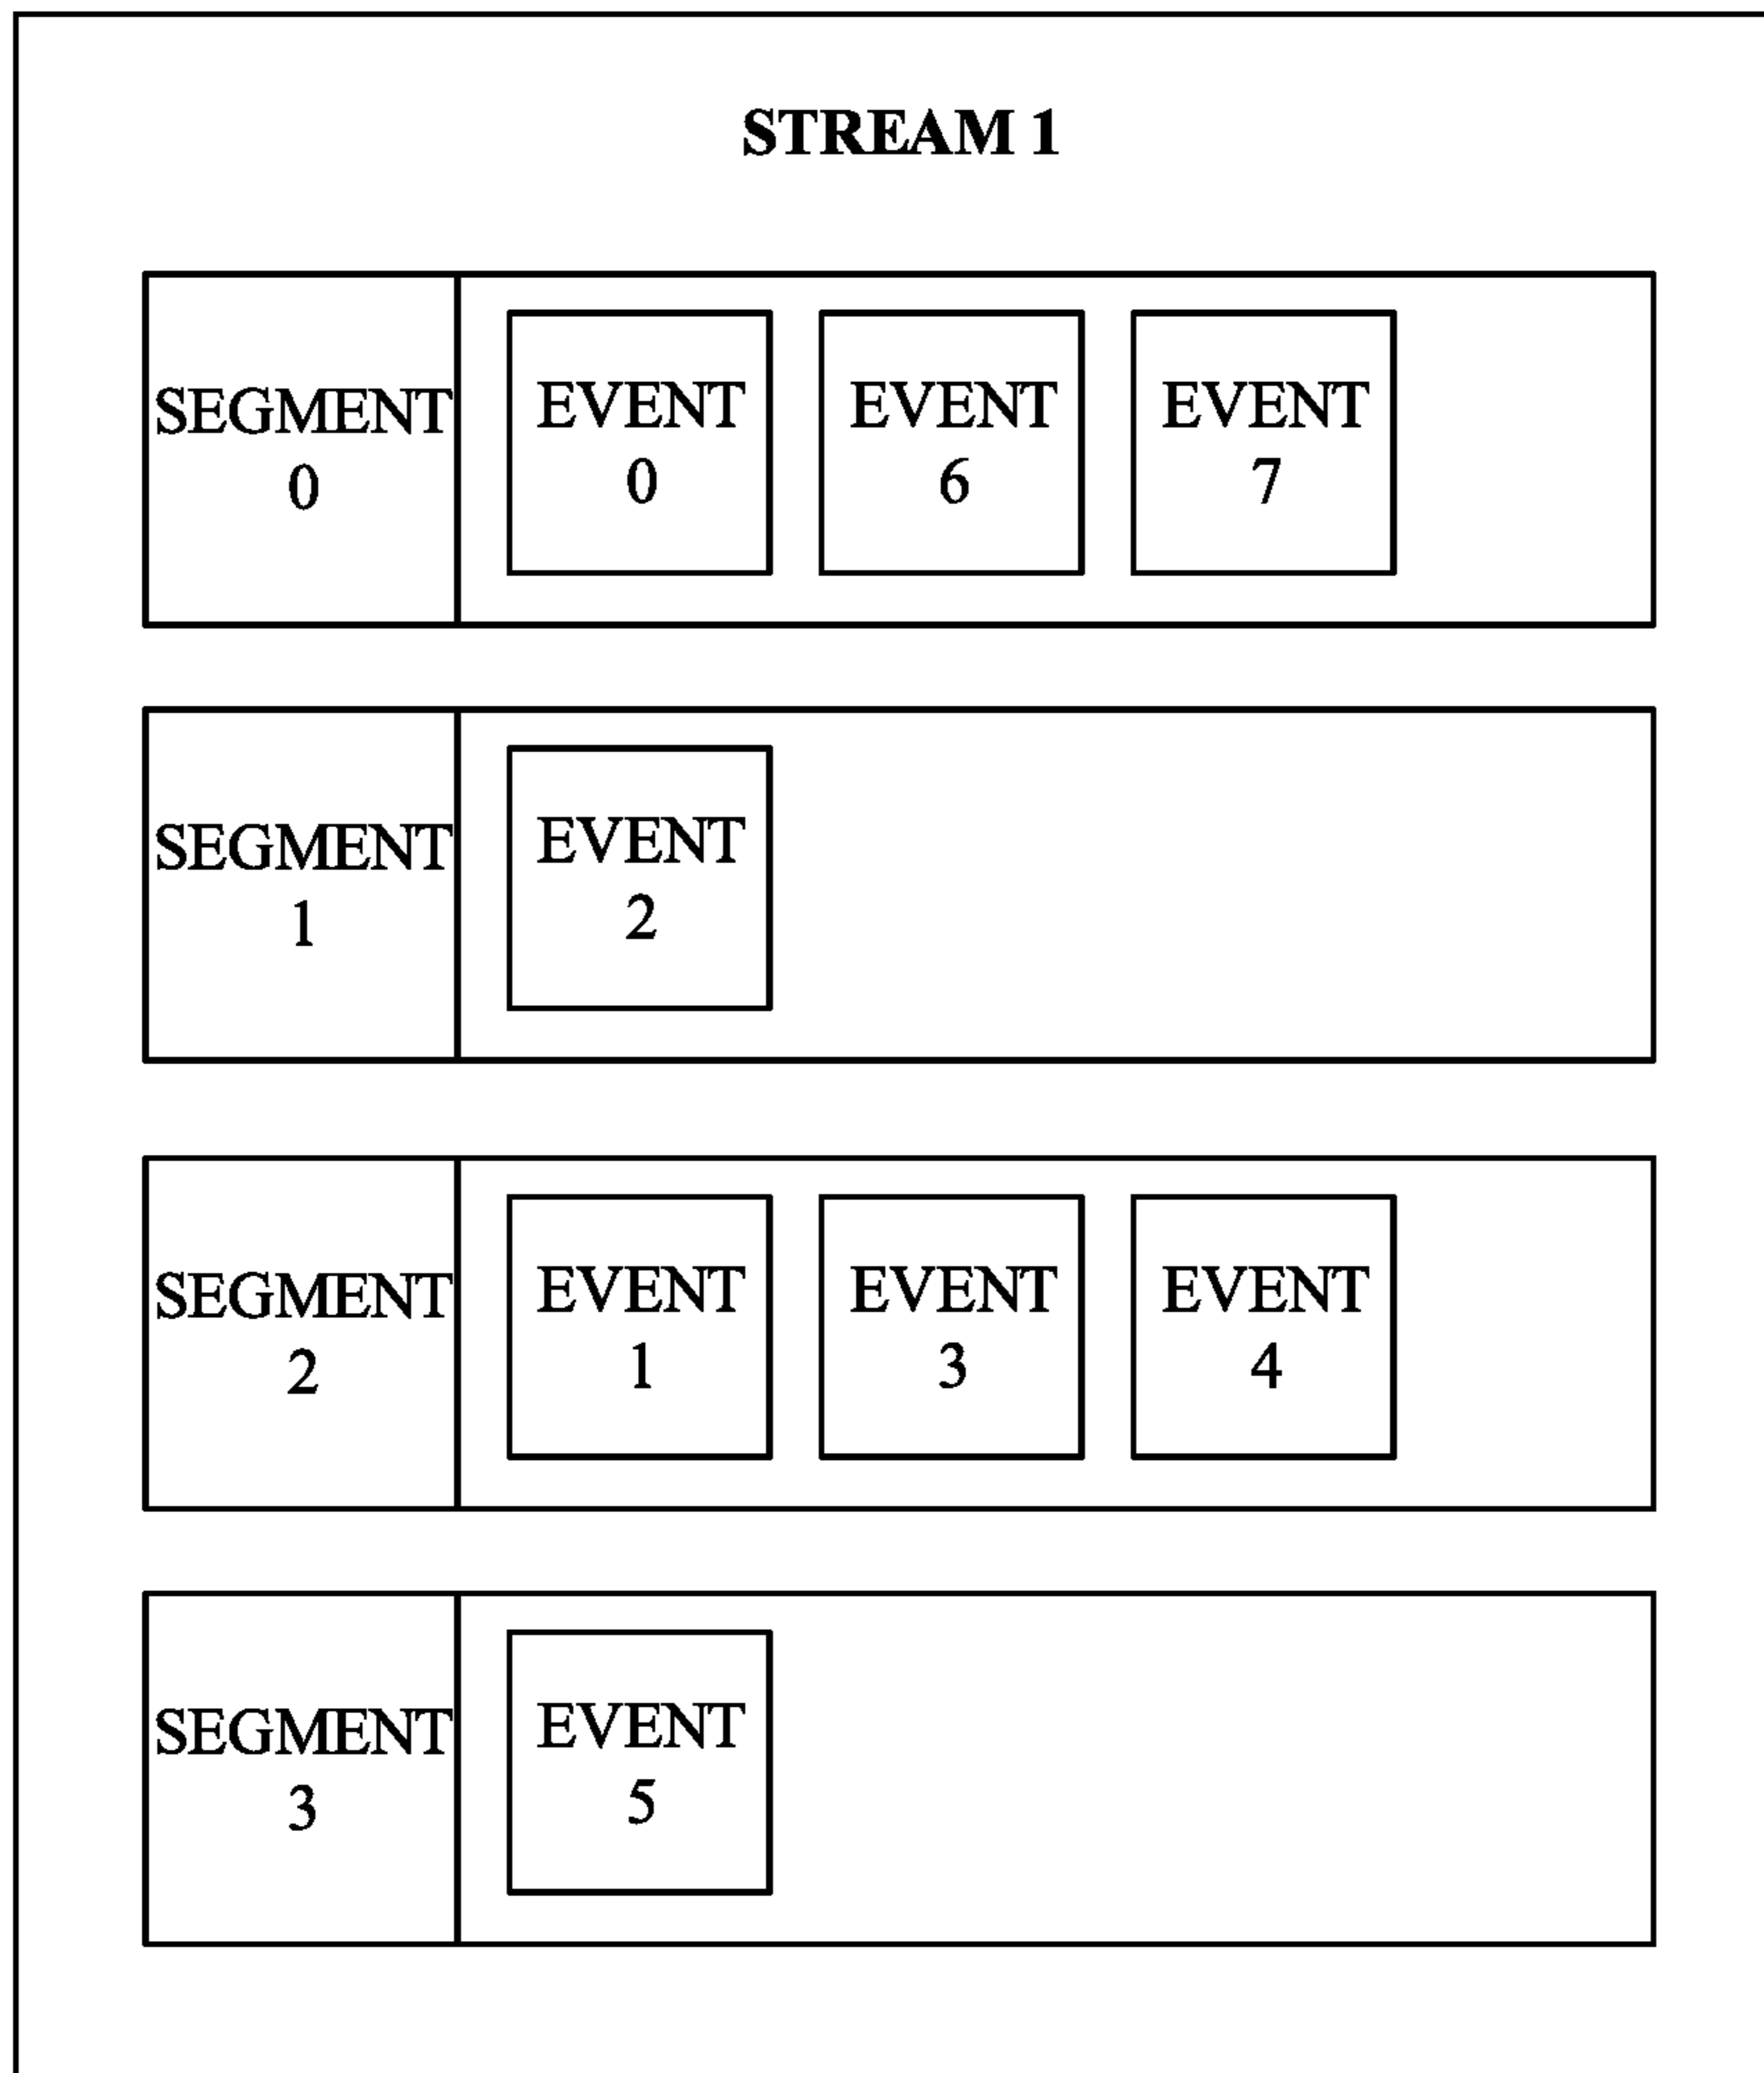 STREAM 1
SEGMENT
0
EVENT
0
EVENT
6
EVENT
7
SEGMENT
1
EVENT
2
SEGMENT
2
EVENT
1
EVENT
3
EVENT
4
SEGMENT
3
EVENT
5